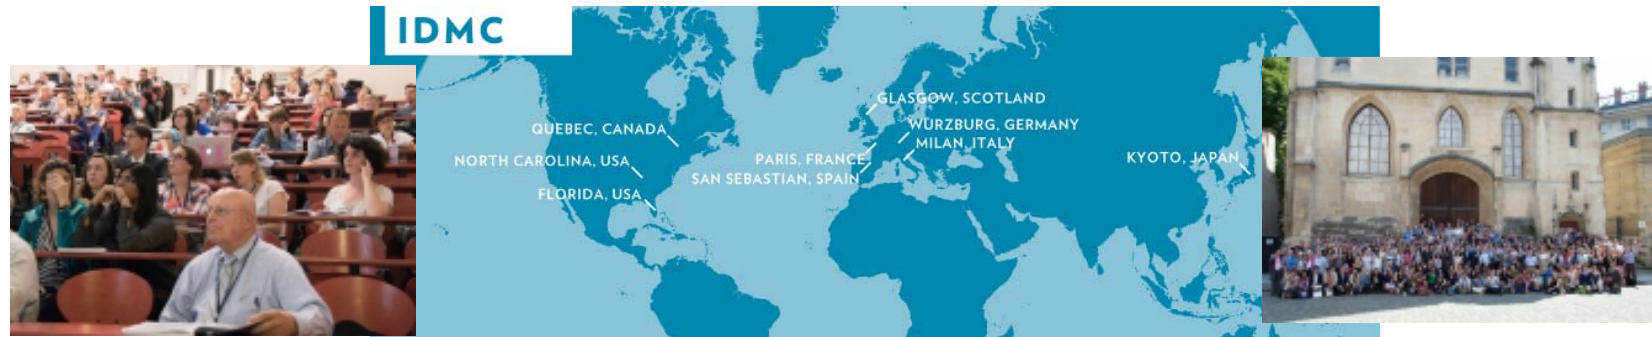 IDMC
GLASGOW, SCOTLAND
QUEBEC, CANADA
WURZBURG, GERMANY
MILAN, ITALY
NORTH CAROLINA, USA
PARIS, FRANCE
KYOTO, JAPAN
SAN SEBASTIAN, SPAIN
FLORIDA, USA